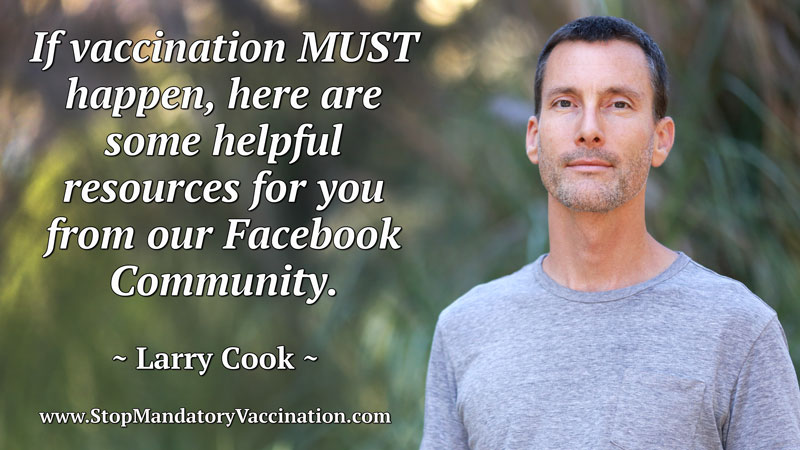 If vaccination MUST
happen, here are
some helpful
resources for you
from our Facebook
Community.
~ Larry Cook ~
www.StopMandatoryVaccination.com